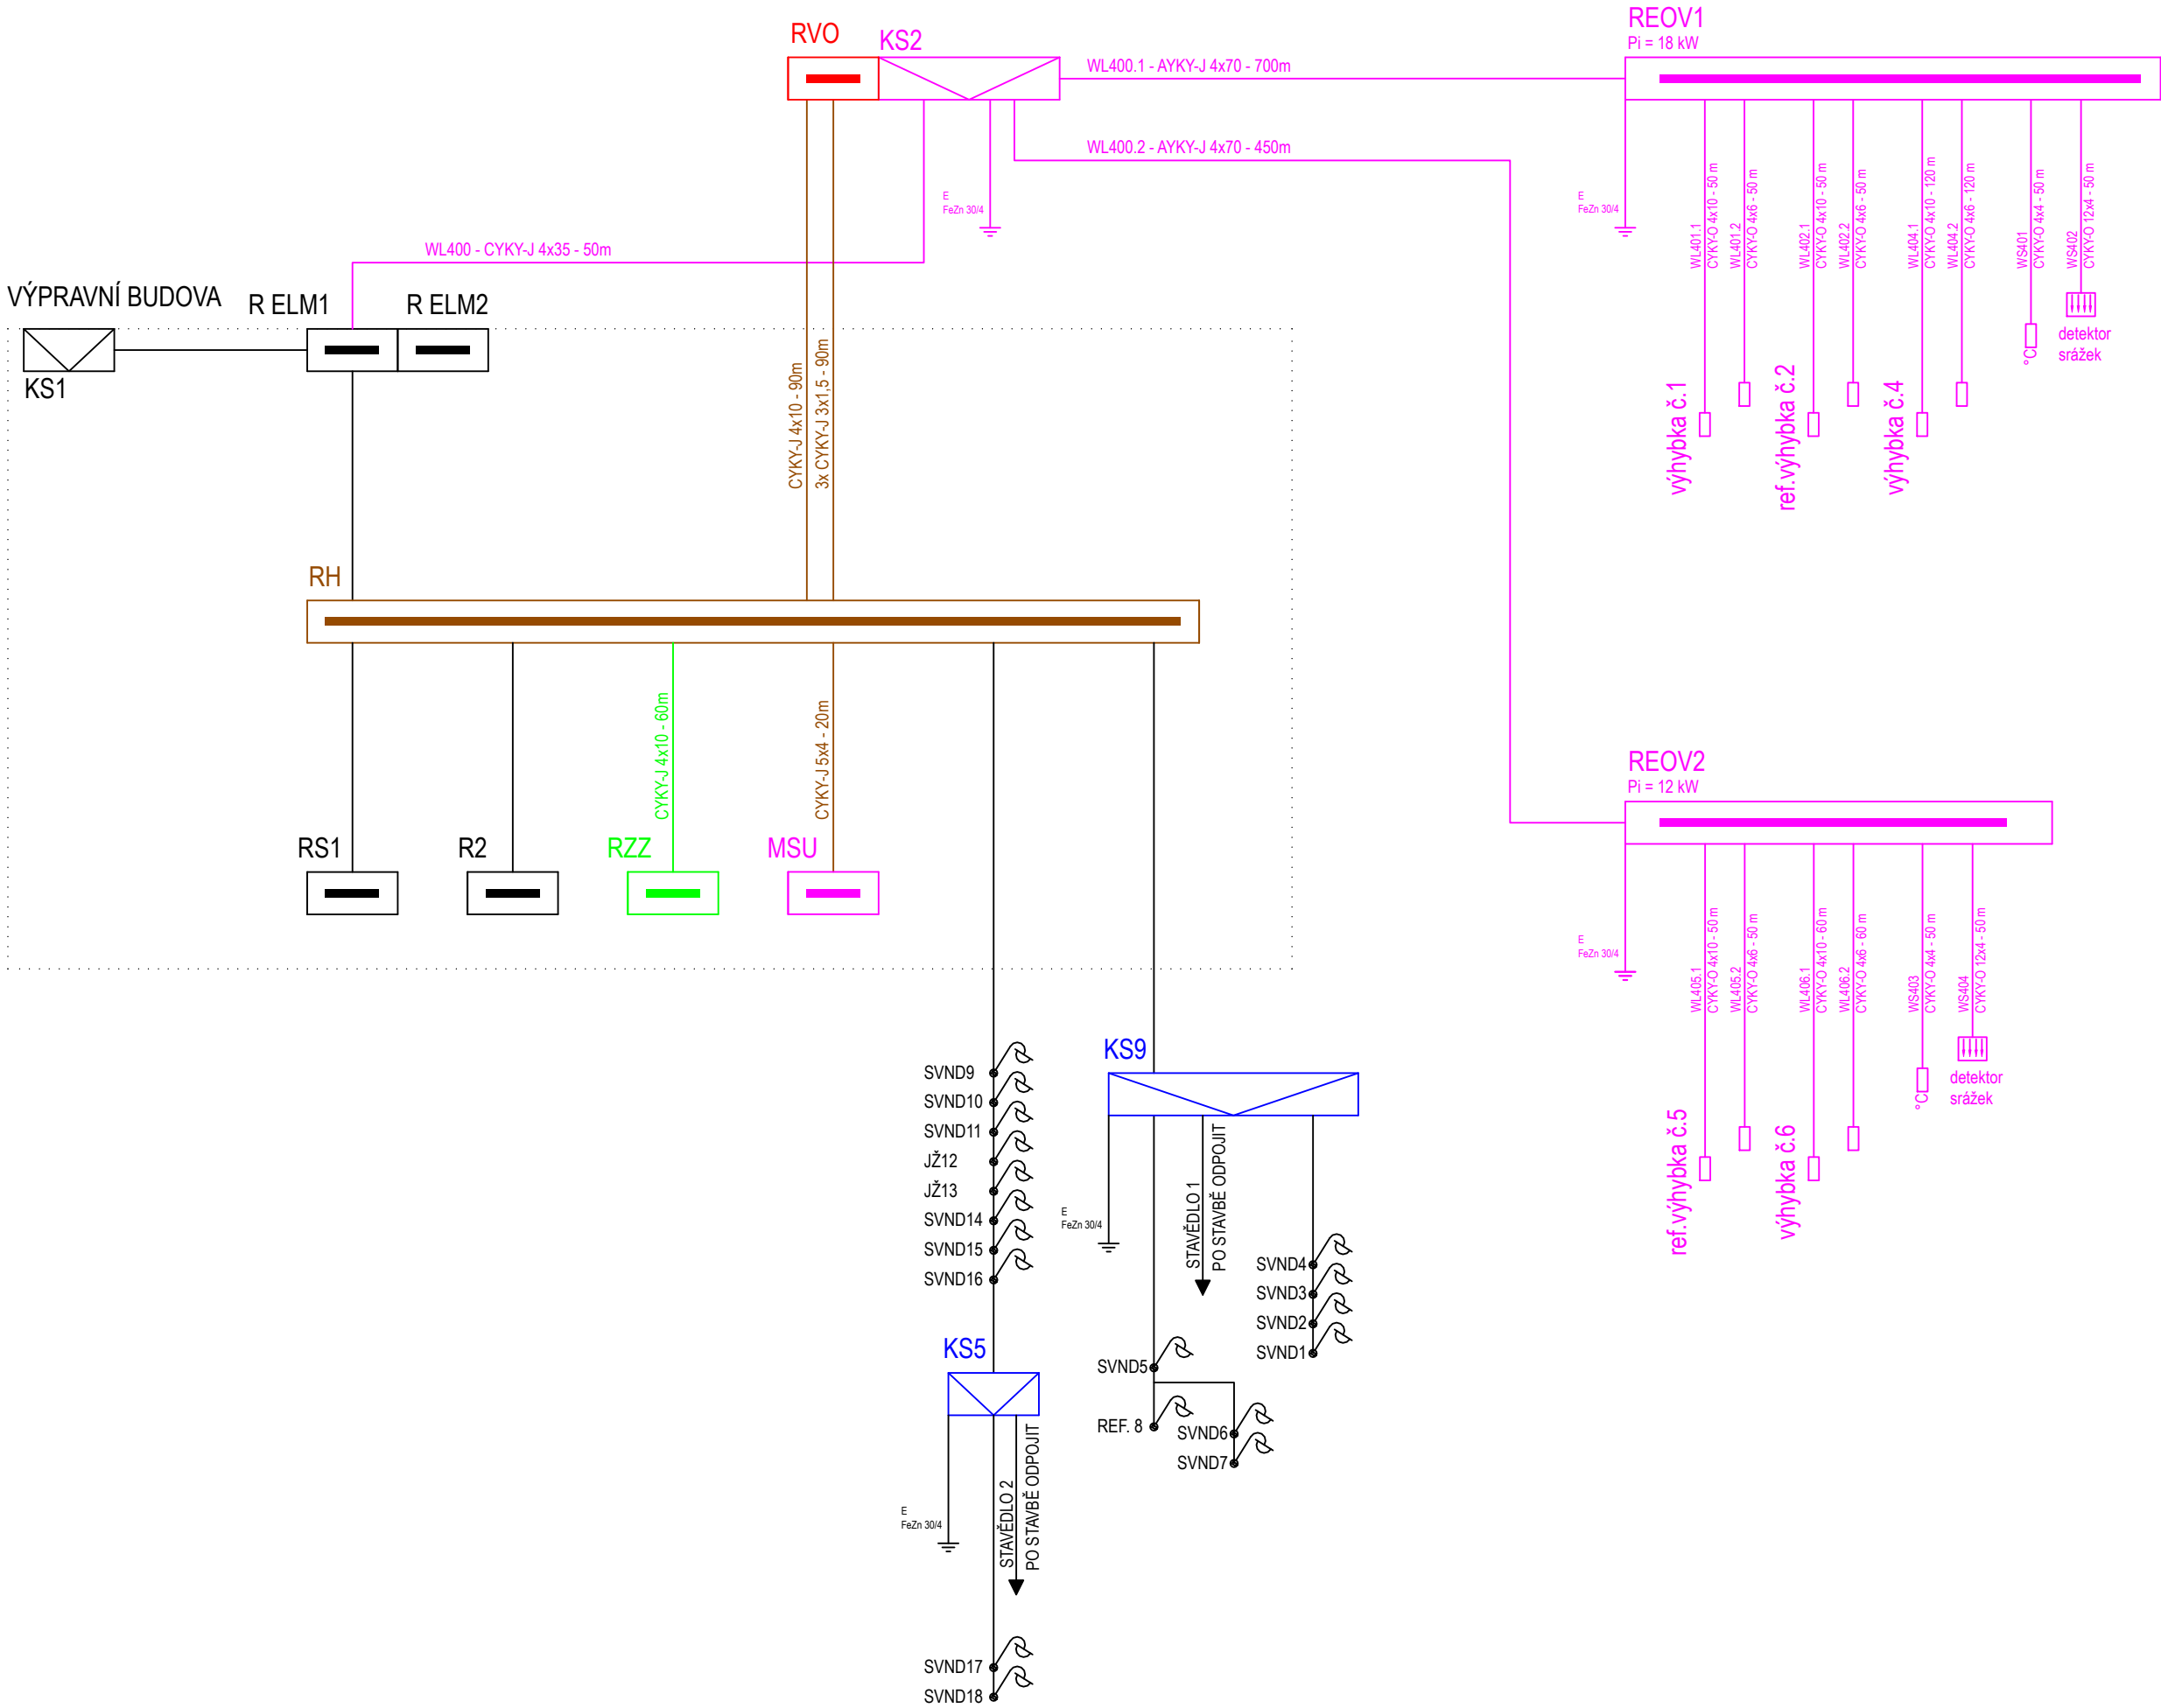 RVO
KS2
REOV1
Pi = 18 kW
WL400.1 - AYKY-J 4x70 - 700m
WL400.2 - AYKY-J 4x70 - 450m
E
FeZn 30/4
E
FeZn 30/4
WL401.1
CYKY-O 4x10 - 50 m
WL401.2
CYKY-O 4x6 - 50 m
WL402.1
CYKY-O 4x10 - 50 m
WL402.2
CYKY-O 4x6 - 50 m
WL404.1
CYKY-O 4x10 - 120 m
WL404.2
CYKY-O 4x6 - 120 m
WS401
CYKY-O 4x4 - 50 m
WS402
CYKY-O 12x4 - 50 m
°C
detektor
srážek
výhybka č.1
ref.výhybka č.2
výhybka č.4
WL400 - CYKY-J 4x35 - 50m
VÝPRAVNÍ BUDOVA
R ELM1
R ELM2
KS1
CYKY-J 4x10 - 90m
3x CYKY-J 3x1,5 - 90m
RH
CYKY-J 4x10 - 60m
CYKY-J 5x4 - 20m
RS1
R2
RZZ
MSU
REOV2
Pi = 12 kW
E
FeZn 30/4
WL405.1
CYKY-O 4x10 - 50 m
WL405.2
CYKY-O 4x6 - 50 m
WL406.1
CYKY-O 4x10 - 60 m
WL406.2
CYKY-O 4x6 - 60 m
WS403
CYKY-O 4x4 - 50 m
WS404
CYKY-O 12x4 - 50 m
°C
detektor
srážek
ref.výhybka č.5
výhybka č.6
SVND9
SVND10
SVND11
JŽ12
JŽ13
SVND14
SVND15
SVND16
KS9
E
FeZn 30/4
STAVĚDLO 1
PO STAVBĚ ODPOJIT
SVND4
SVND3
SVND2
SVND1
SVND5
REF. 8
SVND6
SVND7
KS5
E
FeZn 30/4
STAVĚDLO 2
PO STAVBĚ ODPOJIT
SVND17
SVND18